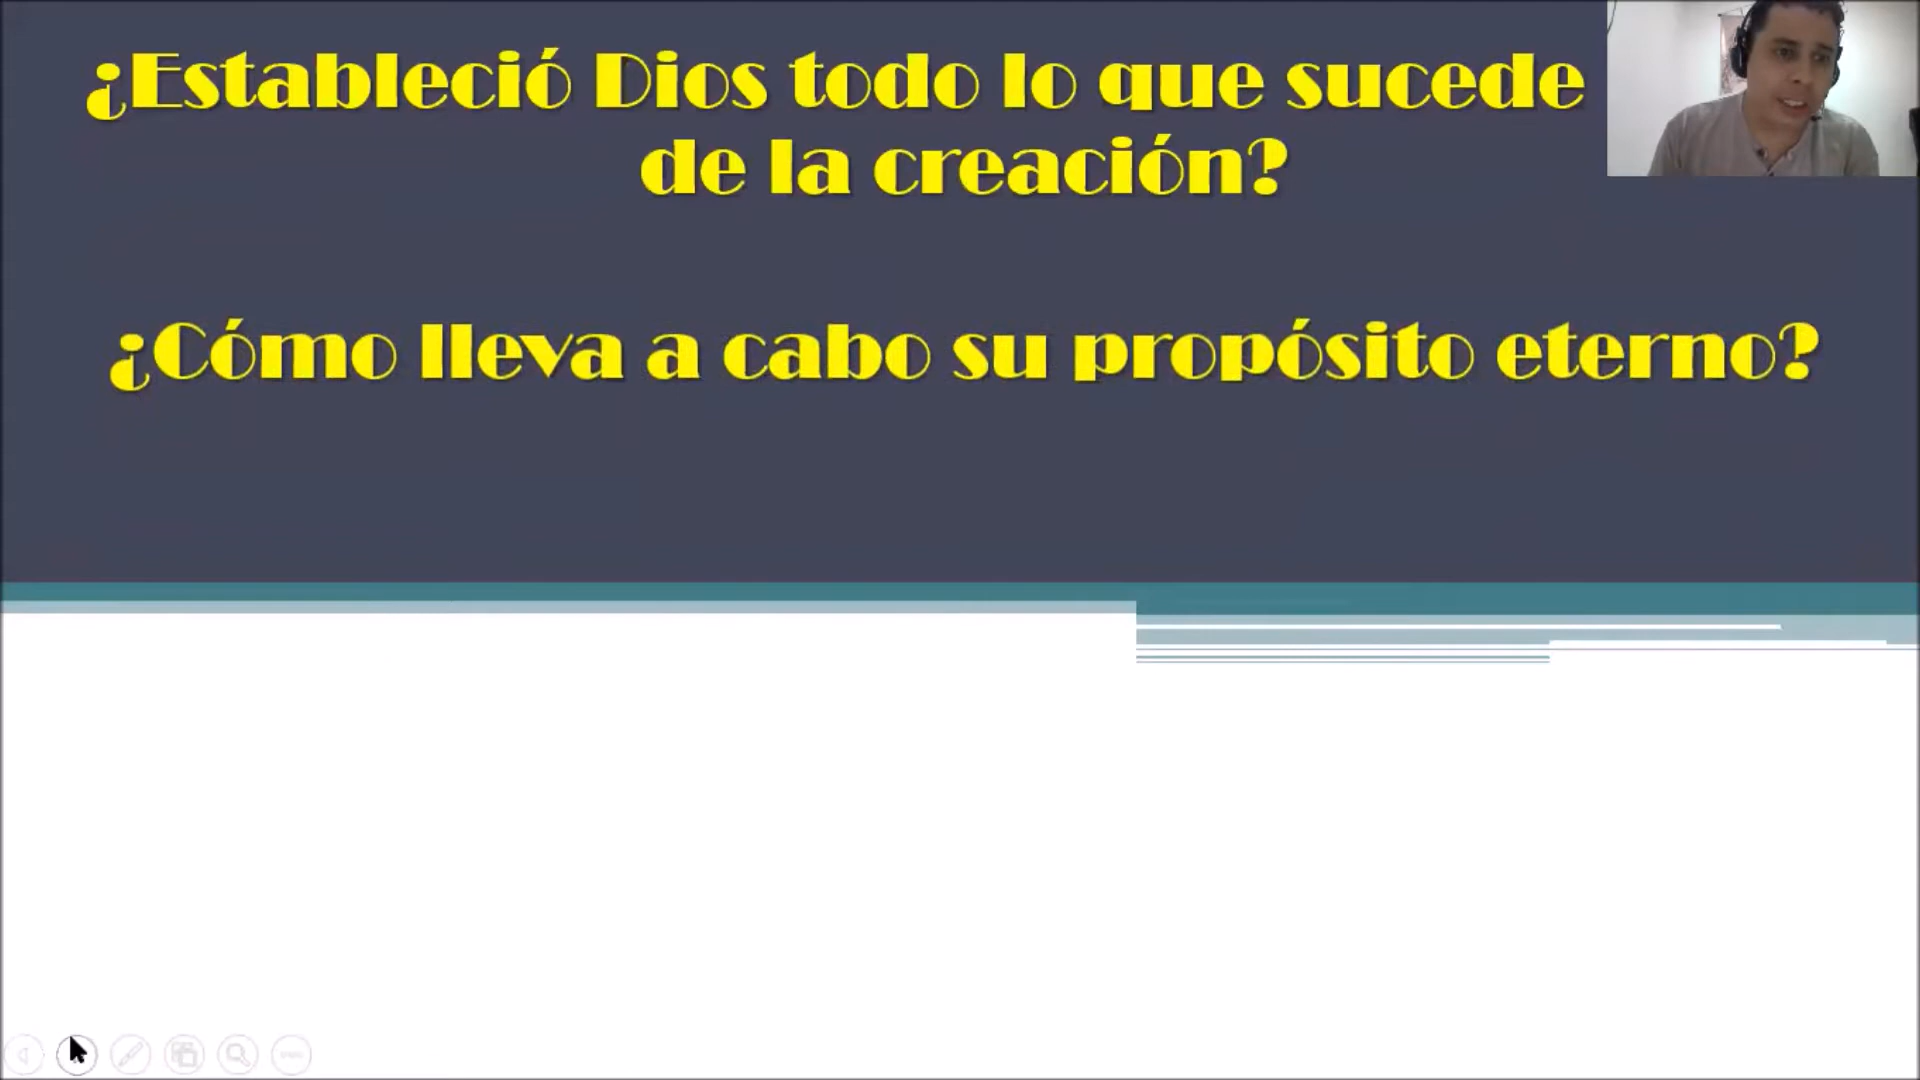 ¿Estableció Dios todo lo que sucede
de la creación?
¿Cómo lleva a cabo su propósito eterno?